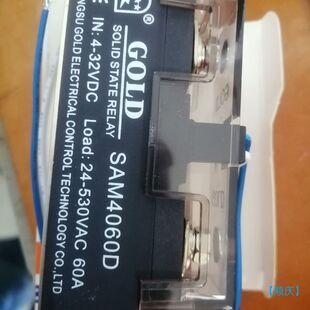 GOLD®
SOLID STATE RELAY
SAM4060D
IN: 4-32VDC Load: 24-530VAC 60A
GSU GOLD ELECTRICAL CONTROL TECHNOLOGY CO.,LTD